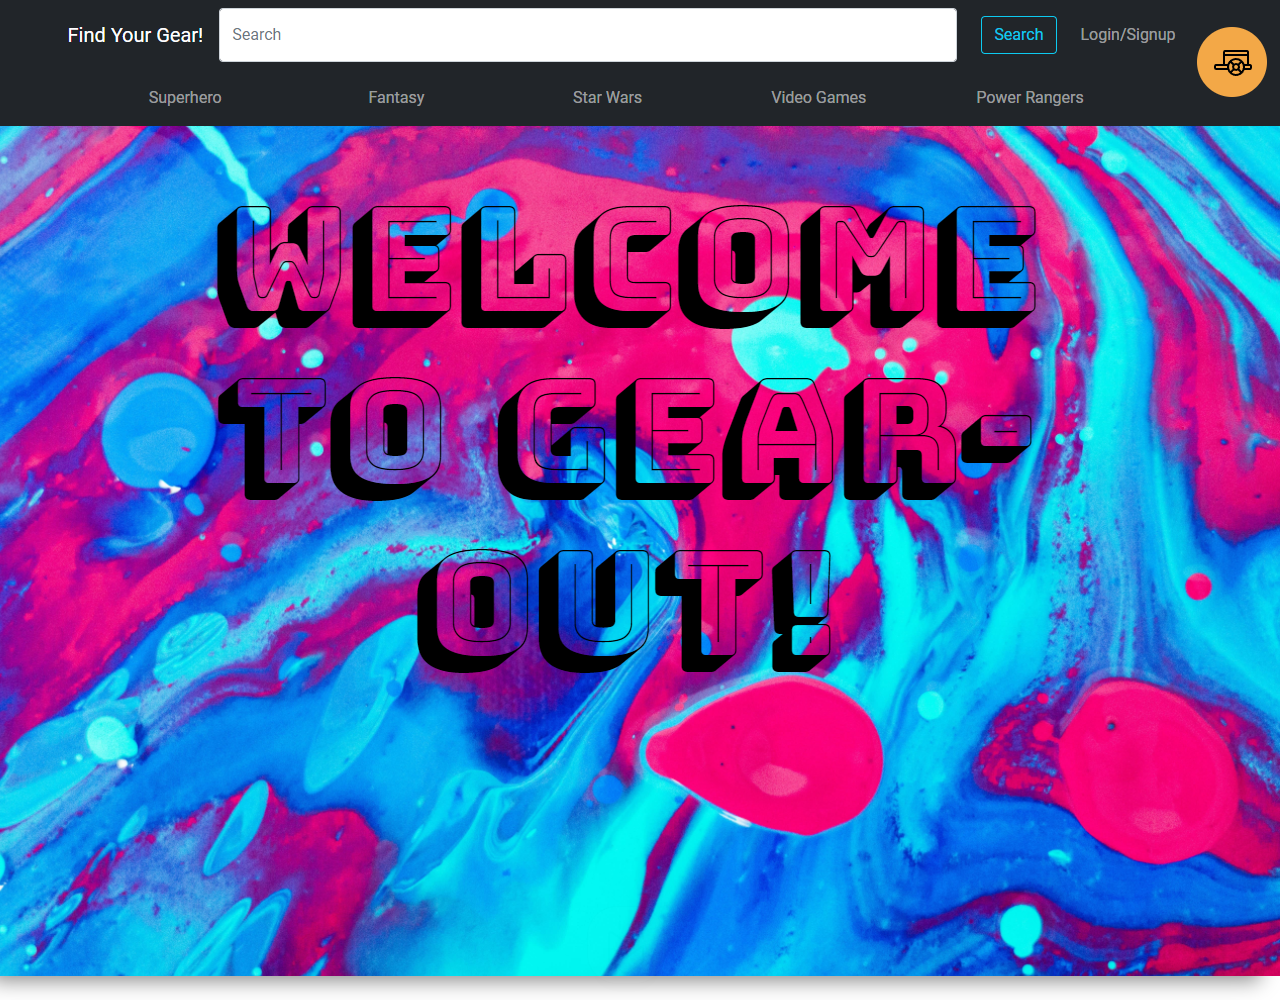 Find Your Gear!
Search
Search
Login/Signup
Superhero
Fantasy
Star Wars
Video Games
Power Rangers
WELCOME
TO GEAR-
OUT!